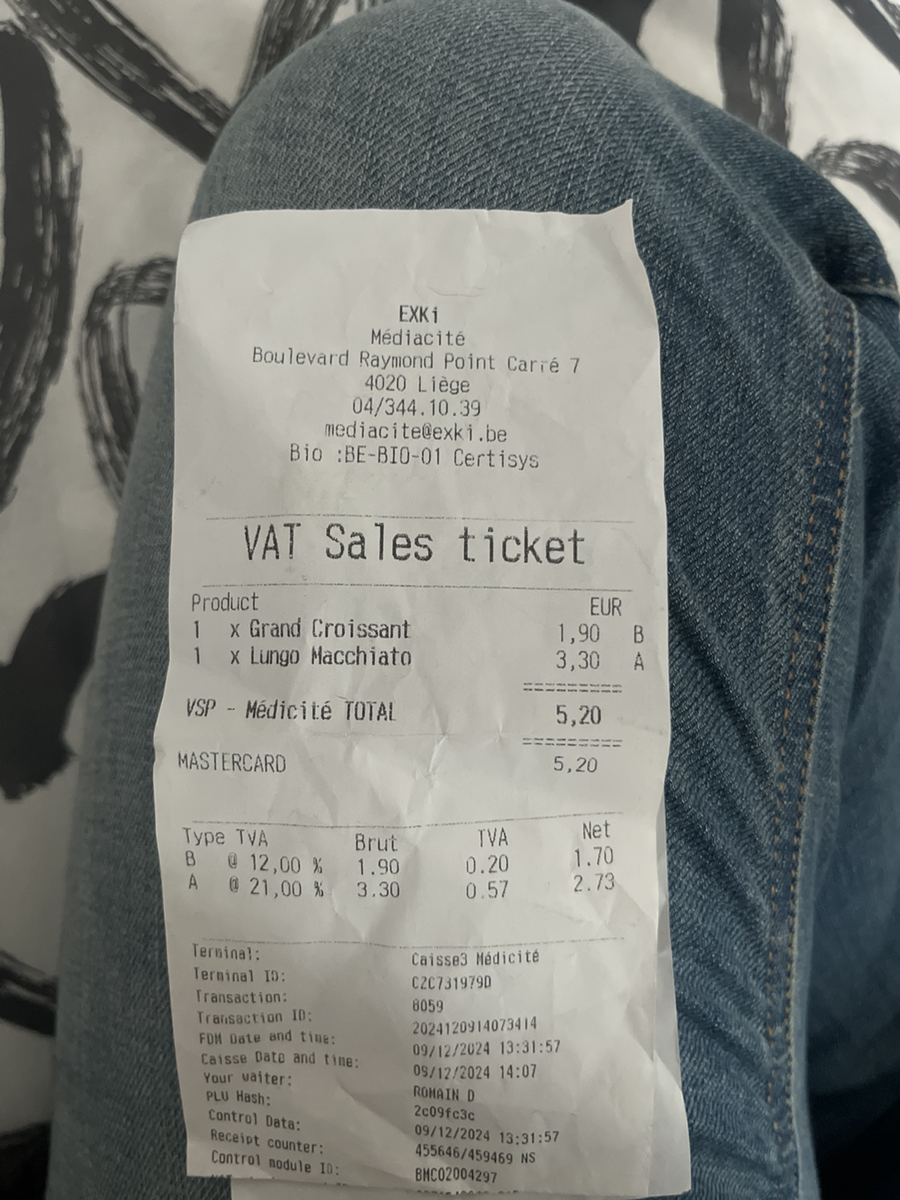 EXKi
Médiacité
Boulevard Raymond Point Carré 7
4020 Liège
04/344.10.39
mediacite@exki.be
Bio :BE-BIO-01 Certisys
VAT Sales ticket
Product EUR
1 x Grand Croissant 1,90 B
1 x Lungo Macchiato 3,30 A
VSP - Médicité TOTAL 5,20
MASTERCARD 5,20
Type TVA Brut TVA Net
B @ 12,00 % 1.90 0.20 1.70
A @ 21,00 % 3.30 0.57 2.73
Terminal: Caisse3 Médicité
Terminal ID: C2C731979D
Transaction: 8059
Transaction ID: 2024120914073414
FDM Date and time: 09/12/2024 13:31:57
Caisse Date and time: 09/12/2024 14:07
Your waiter: ROMAIN D
PLU Hash: 2c09fc3c
Control Data: 09/12/2024 13:31:57
Receipt counter: 455646/459469 NS
Control module ID: BMC02004297